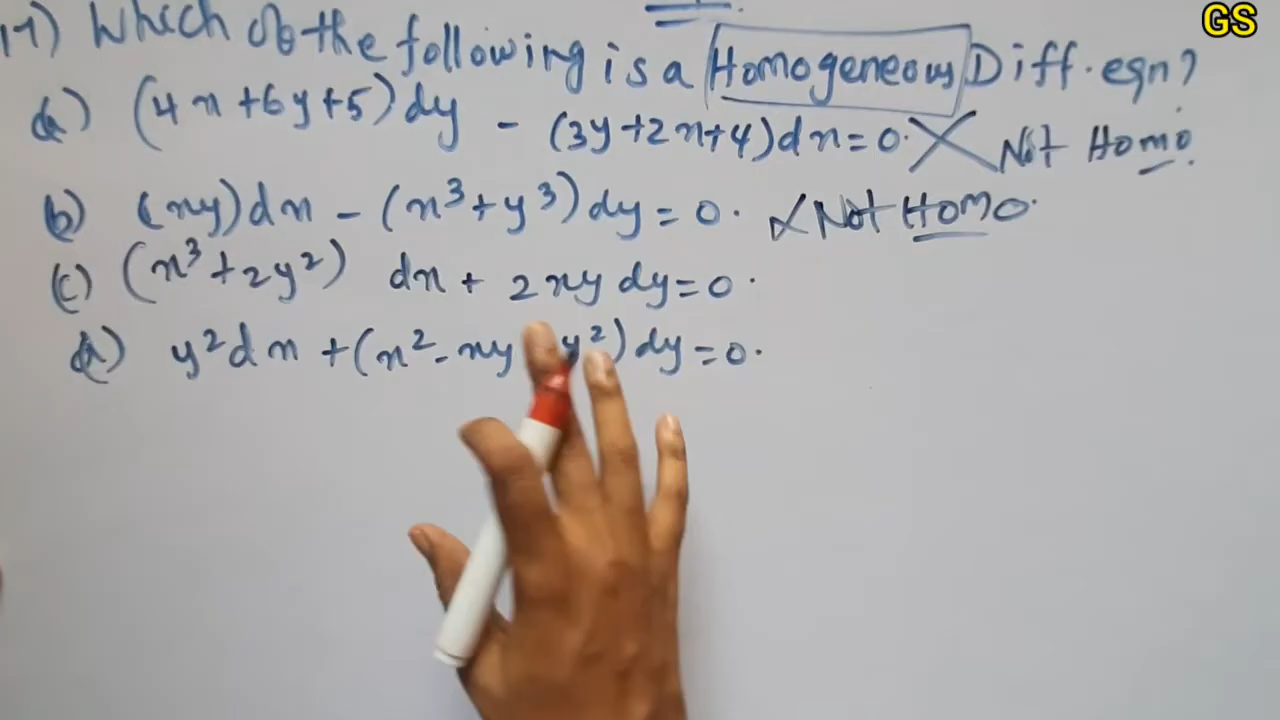 GS
17) Which of the following is a Homogeneous Diff. eqn?
(a) (4x+6y+5)dy - (3y+2x+4)dx=0. X Not Homo.
(b) (xy)dx - (x³+y³)dy=0. X Not Homo.
(c) (x³+2y²) dx + 2xy dy=0.
(d) y²dx +(x²-xy y²)dy=0.